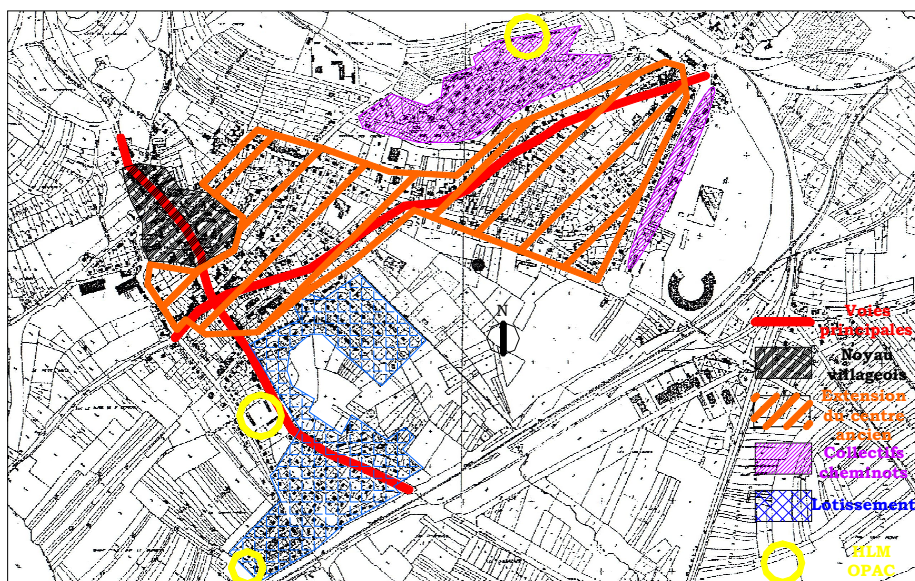 N
Voies
principales
Noyau
villageois
Extension
du centre
ancien
Collectifs
cheminots
Lotissement
HLM
OPAC